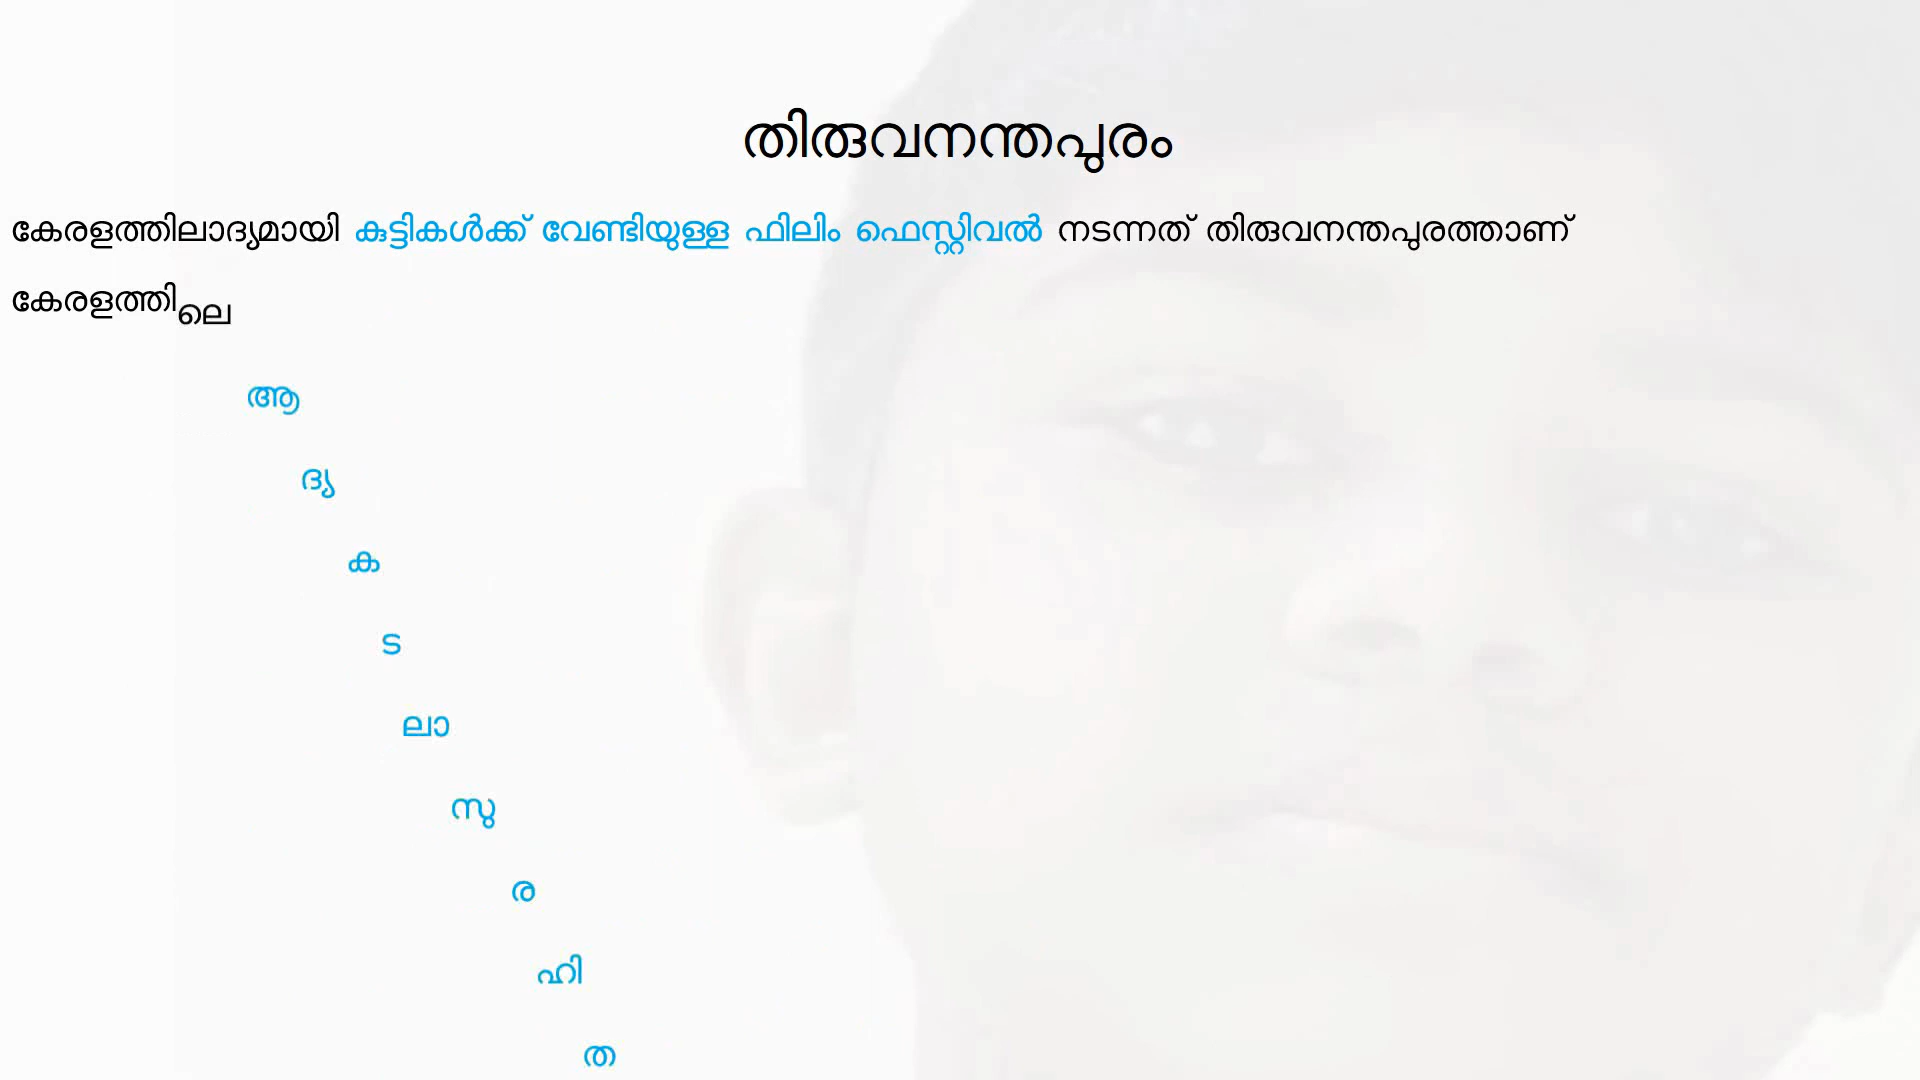 തിരുവനന്തപുരം
കേരളത്തിലാദ്യമായി കുട്ടികൾക്ക് വേണ്ടിയുള്ള ഫിലിം ഫെസ്റ്റിവൽ നടന്നത് തിരുവനന്തപുരത്താണ്
കേരളത്തിലെ
ആ
ദ്യ
ക
ട
ലാ
സു
ര
ഹി
ത